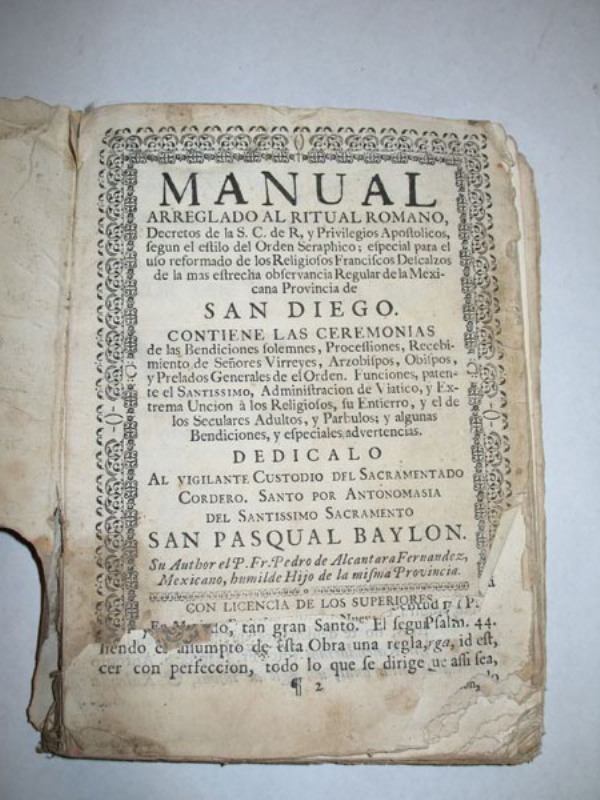 MANUAL
ARREGLADO AL RITUAL ROMANO,
Decretos de la S. C. de R, y Privilegios Apoſtolicos,
ſegun el eſtilo del Orden Seraphico; eſpecial para el
uſo reformado de los Religioſos Franciſcos Deſcalzos
de la mas eſtrecha obſervancia Regular de la Mexi-
cana Provincia de
SAN DIEGO.
CONTIENE LAS CEREMONIAS
de las Bendiciones ſolemnes, Proceſſiones, Recebi-
miento de Señores Virreyes, Arzobiſpos, Obiſpos,
y Prelados Generales de el Orden. Funciones, paten-
te el SANTISSIMO, Adminiſtracion de Viatico, y Ex-
trema Uncion à los Religioſos, ſu Entierro, y el de
los Seculares Adultos, y Parbulos; y algunas
Bendiciones, y eſpeciales advertencias.
DEDICALO
AL VIGILANTE CUSTODIO DEL SACRAMENTADO
CORDERO. SANTO POR ANTONOMASIA
DEL SANTISSIMO SACRAMENTO
SAN PASQUAL BAYLON.
Su Author el P. Fr. Pedro de Alcantara Fernandez,
Mexicano, humilde Hijo de la miſma Provincia.
CON LICENCIA DE LOS SUPERIORES
tan gran Santo. El ſegu Pſalm. 44.
aſſumpto de eſta Obra una regla, rga, id eſt,
cer con perfeccion, todo lo que ſe dirige ue aſſi ſea,
¶ 2